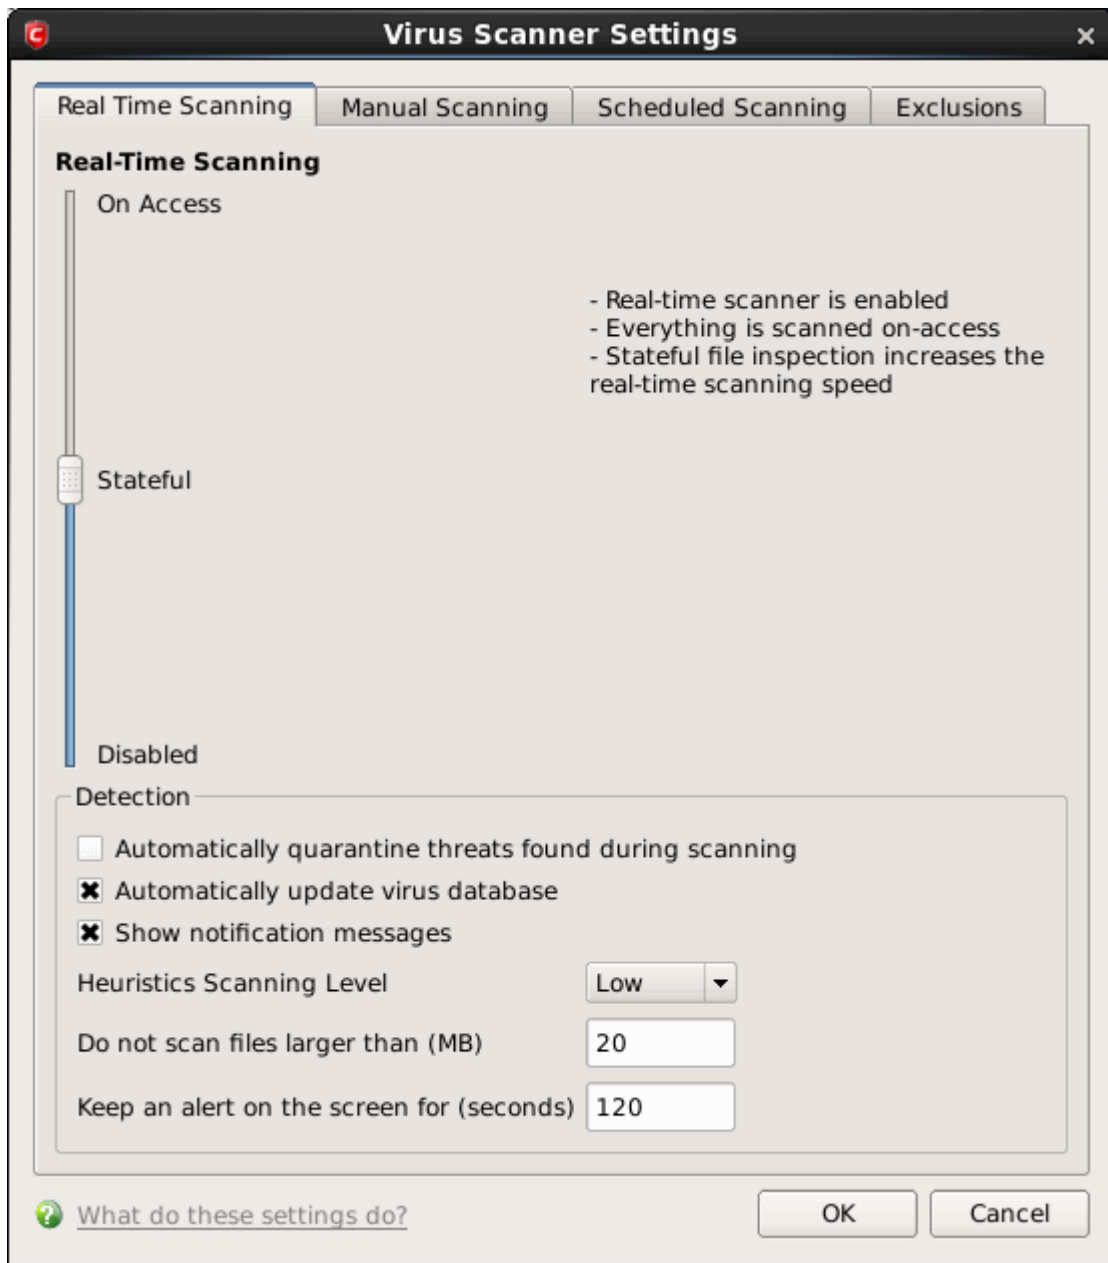 Virus Scanner Settings
Real Time Scanning
Manual Scanning
Scheduled Scanning
Exclusions
Real-Time Scanning
On Access
- Real-time scanner is enabled
- Everything is scanned on-access
- Stateful file inspection increases the
real-time scanning speed
Stateful
Disabled
Detection
Automatically quarantine threats found during scanning
Automatically update virus database
Show notification messages
Heuristics Scanning Level Low
Do not scan files larger than (MB) 20
Keep an alert on the screen for (seconds) 120
What do these settings do?
OK
Cancel